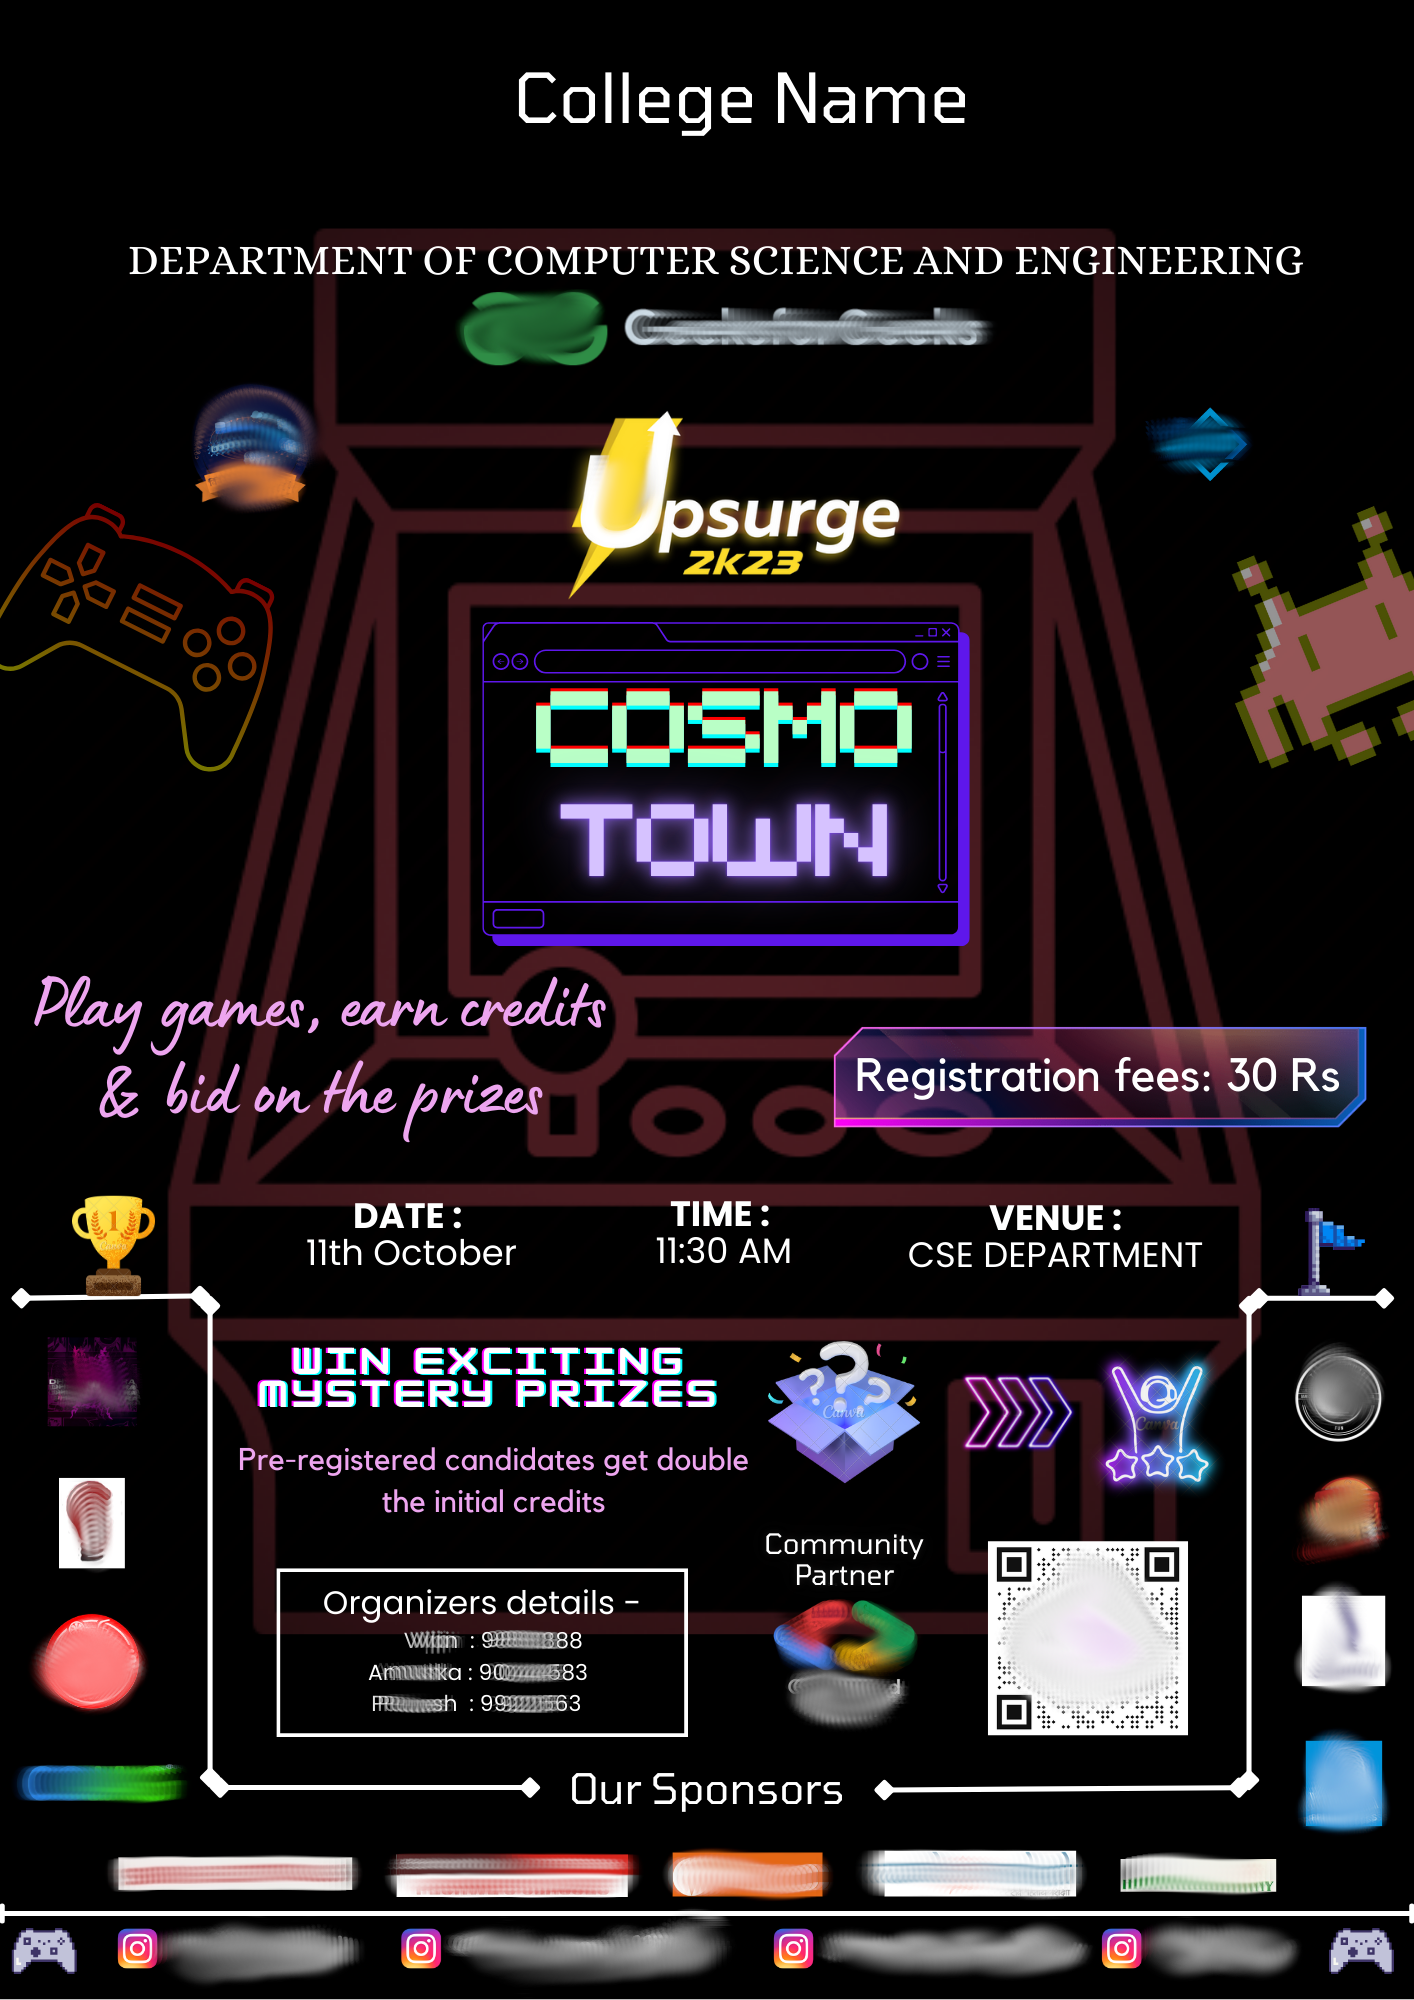 College Name
DEPARTMENT OF COMPUTER SCIENCE AND ENGINEERING
Upsurge
2k23
COSMO
TOWN
Play games, earn credits
& bid on the prizes
Registration fees: 30 Rs
DATE :
11th October
TIME :
11:30 AM
VENUE :
CSE DEPARTMENT
WIN EXCITING
MYSTERY PRIZES
Pre-registered candidates get double
the initial credits
Community
Partner
Organizers details -
Our Sponsors